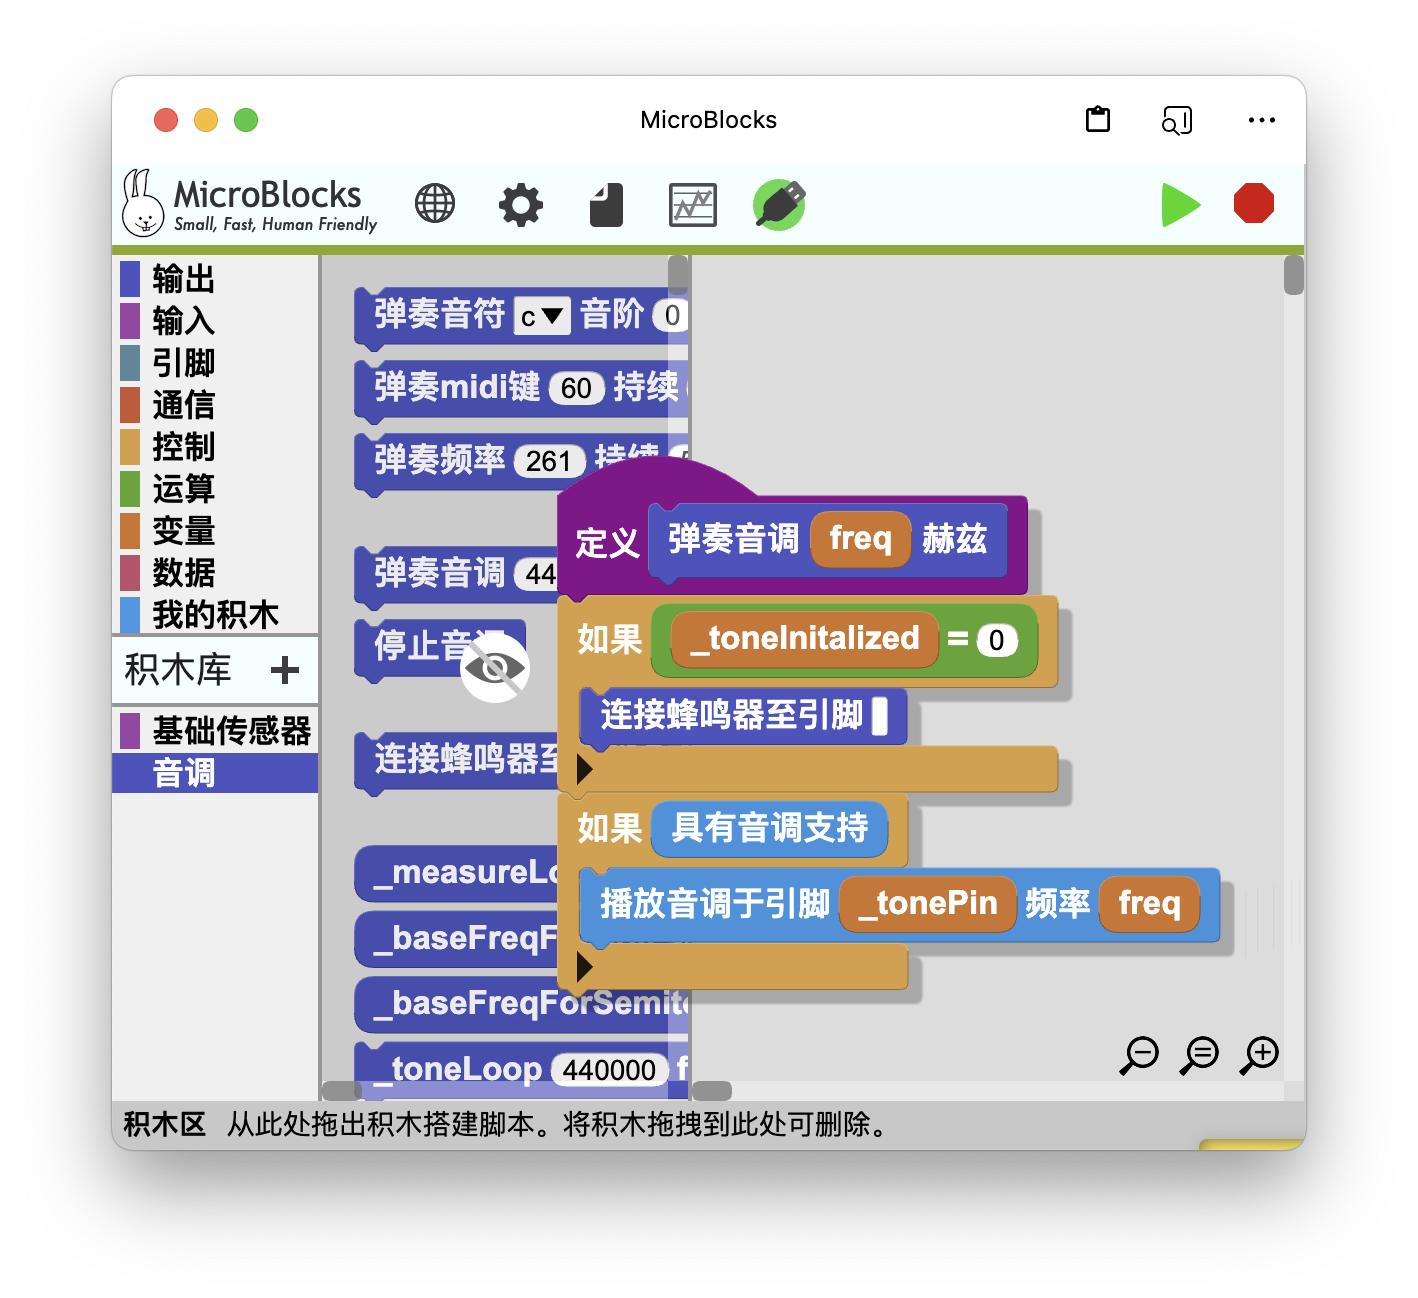 MicroBlocks
MicroBlocks
Small, Fast, Human Friendly
输出
输入
引脚
通信
控制
运算
变量
数据
我的积木
积木库 +
基础传感器
音调
弹奏音符 c 音阶 0
弹奏midi键 60 持续
弹奏频率 261 持续
弹奏音调 44
停止音调
连接蜂鸣器至
_measureLo
_baseFreqF
_baseFreqForSemito
_toneLoop 440000 f
定义 弹奏音调 freq 赫兹
如果 _toneInitalized = 0
连接蜂鸣器至引脚
如果 具有音调支持
播放音调于引脚 _tonePin 频率 freq
积木区 从此处拖出积木搭建脚本。将积木拖拽到此处可删除。